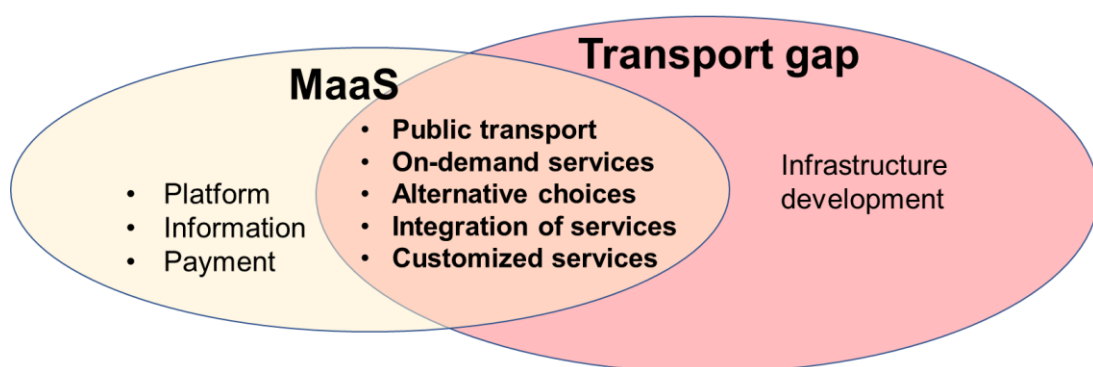 Transport gap
MaaS
• Public transport
• On-demand services
• Alternative choices
• Integration of services
• Customized services
• Platform
• Information
• Payment
Infrastructure
development